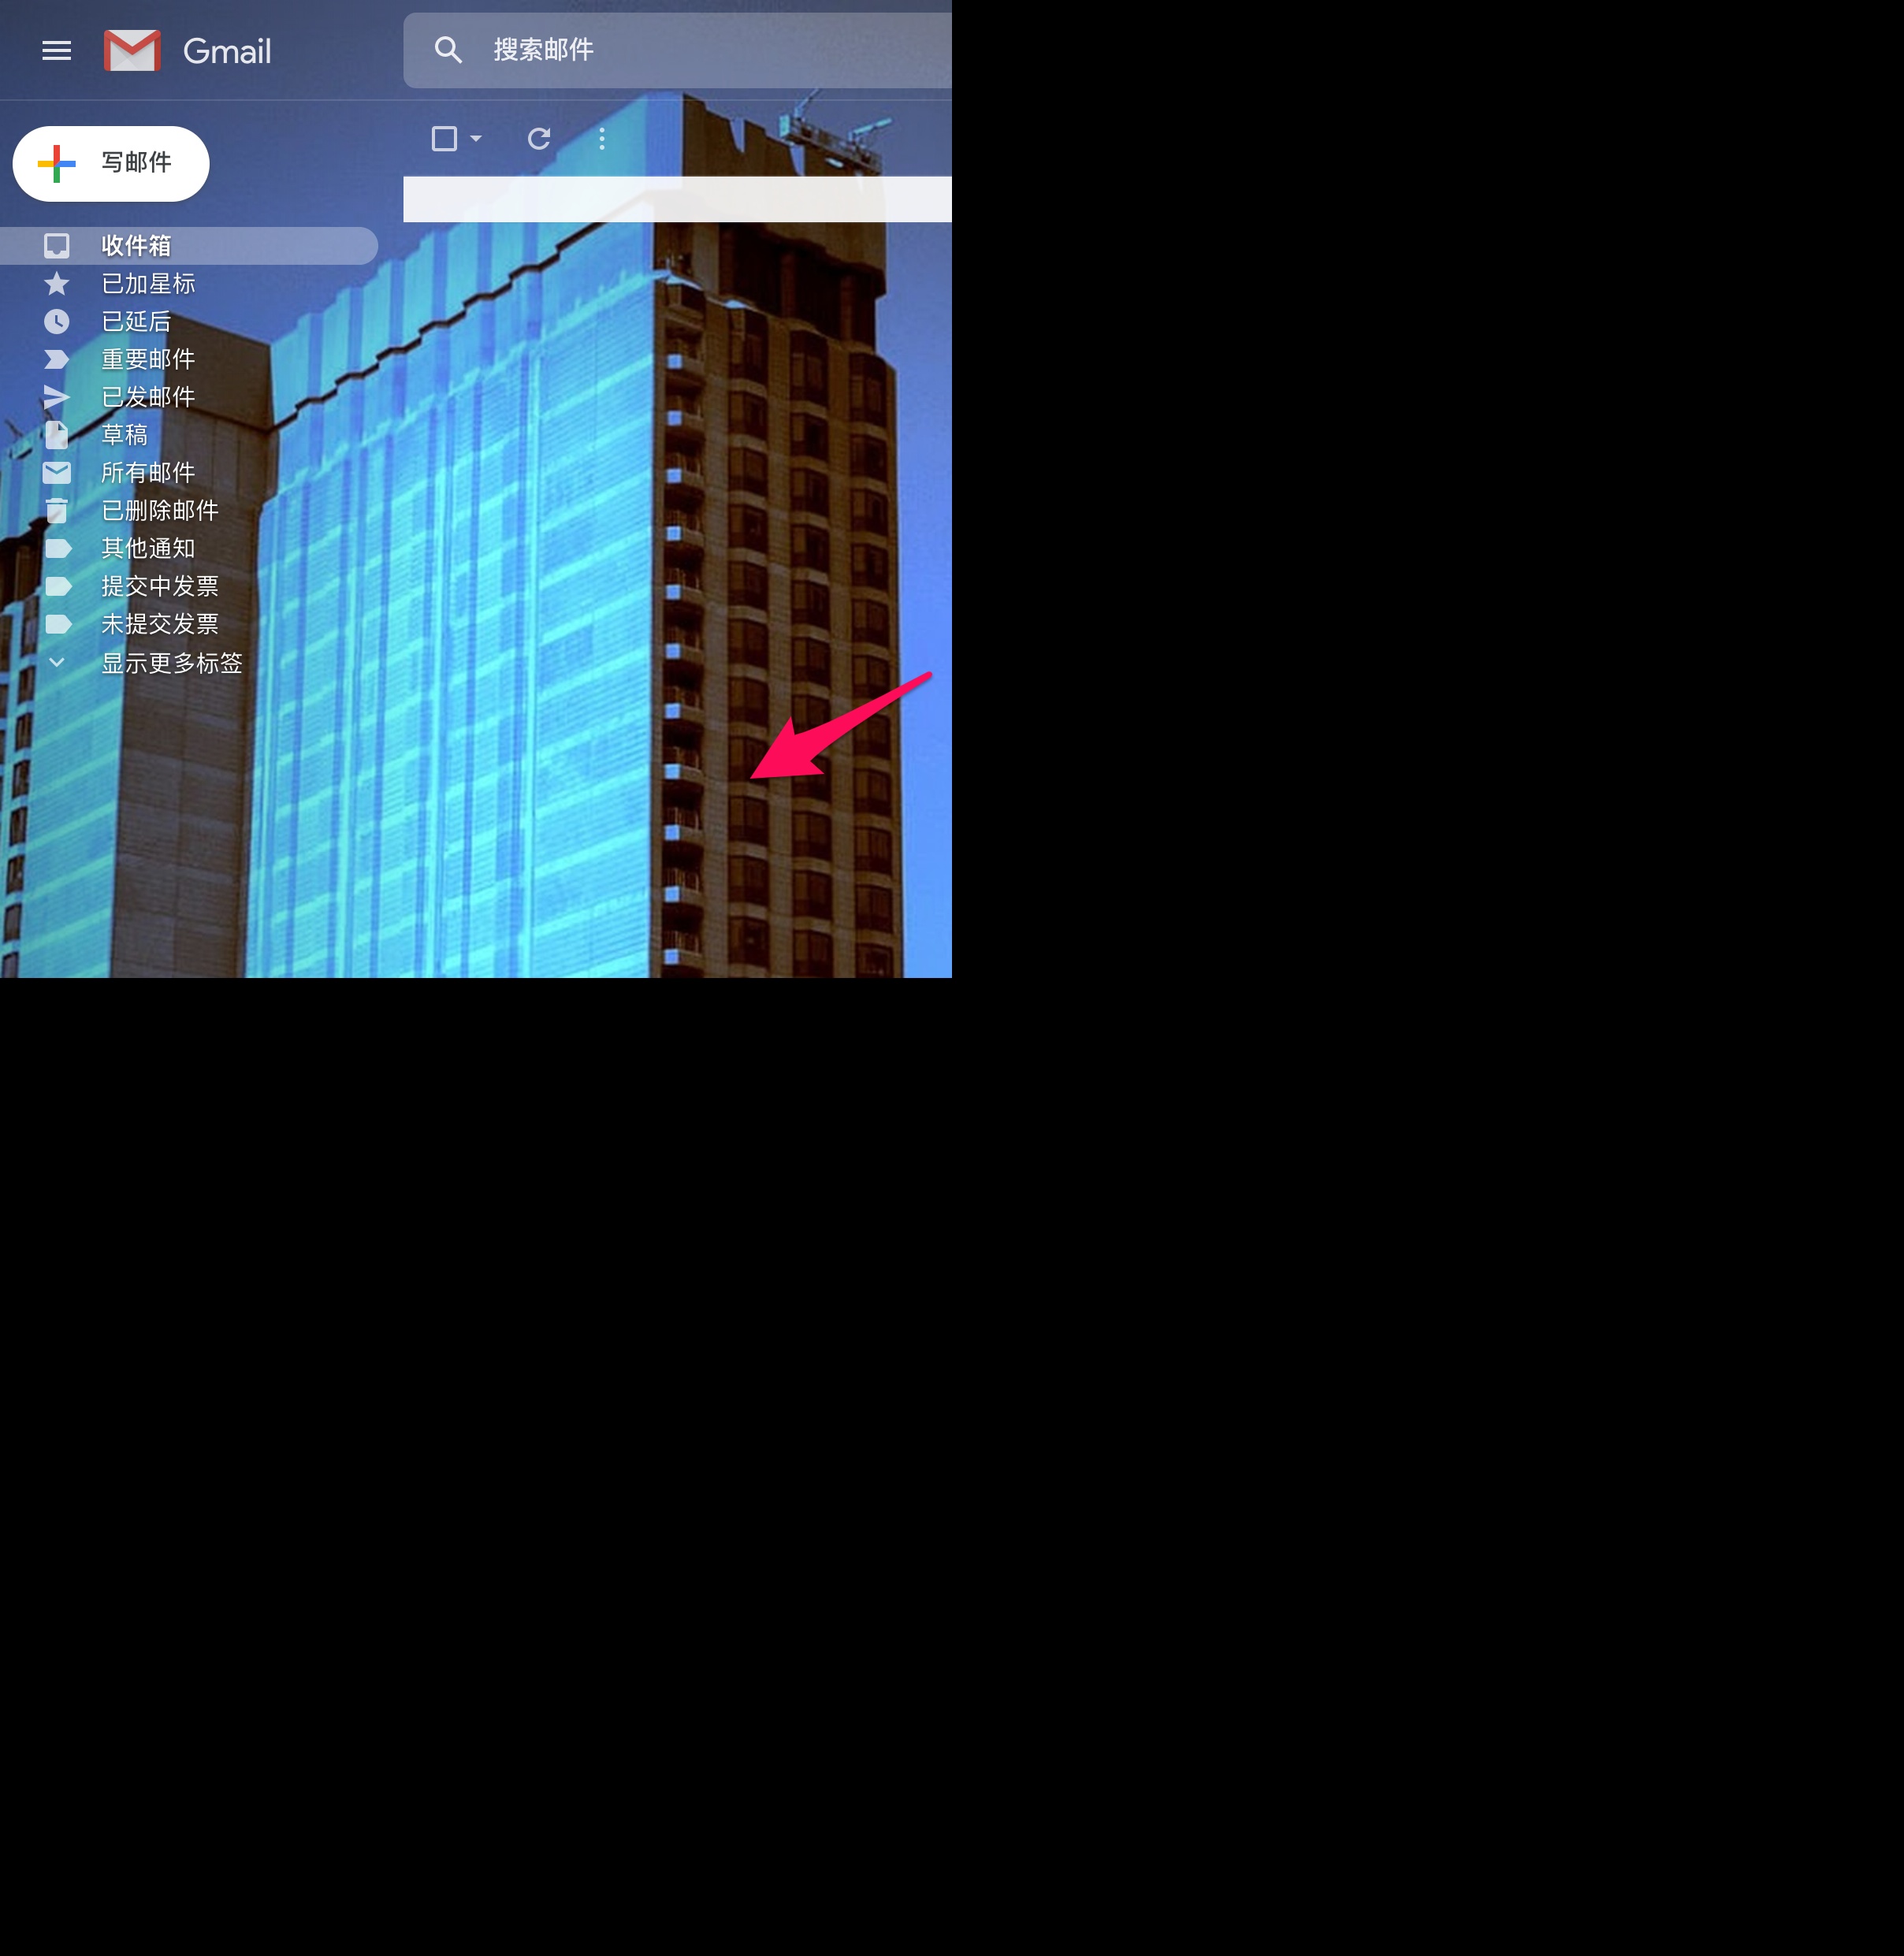 Gmail
搜索邮件
写邮件
收件箱
已加星标
已延后
重要邮件
已发邮件
草稿
所有邮件
已删除邮件
其他通知
提交中发票
未提交发票
显示更多标签